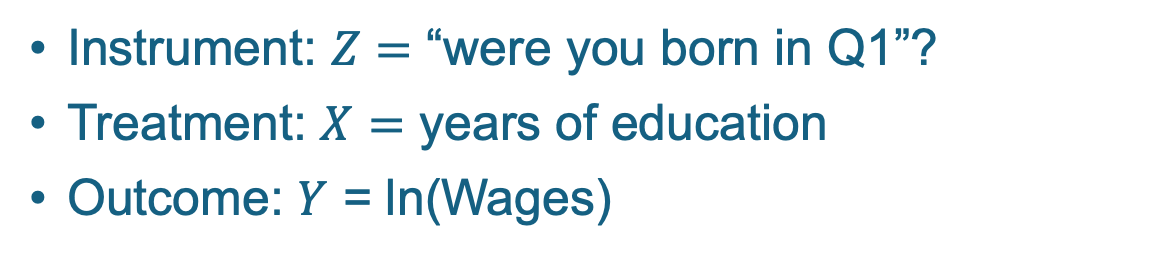 • Instrument: Z = “were you born in Q1”?
• Treatment: X = years of education
• Outcome: Y = ln(Wages)